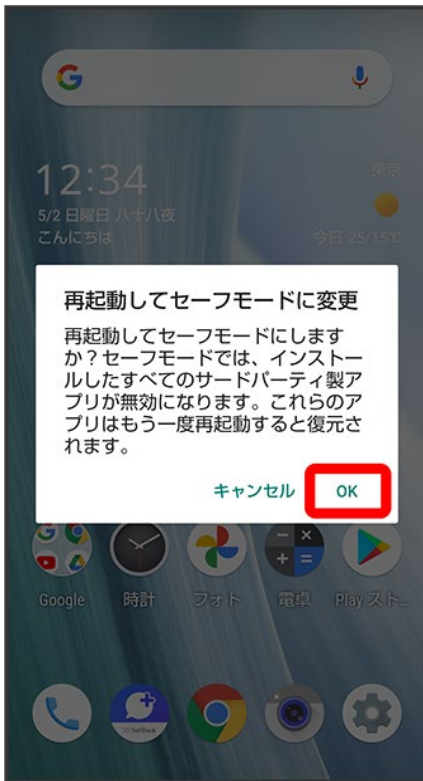 12:34
東京
5/2 日曜日 八十八夜
こんにちは
今日 25/15℃
再起動してセーフモードに変更
再起動してセーフモードにします
か？セーフモードでは、インストー
ルしたすべてのサードパーティ製ア
プリが無効になります。これらのア
プリはもう一度再起動すると復元さ
れます。
キャンセル
OK
Google
時計
フォト
電卓
Play スト…
SoftBank